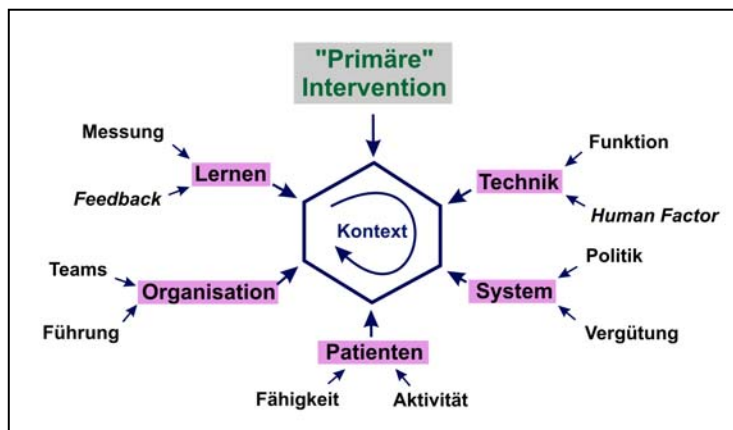 "Primäre"
Intervention
Messung
Lernen
Feedback
Funktion
Technik
Human Factor
Kontext
Teams
Organisation
Führung
Politik
System
Vergütung
Patienten
Fähigkeit
Aktivität